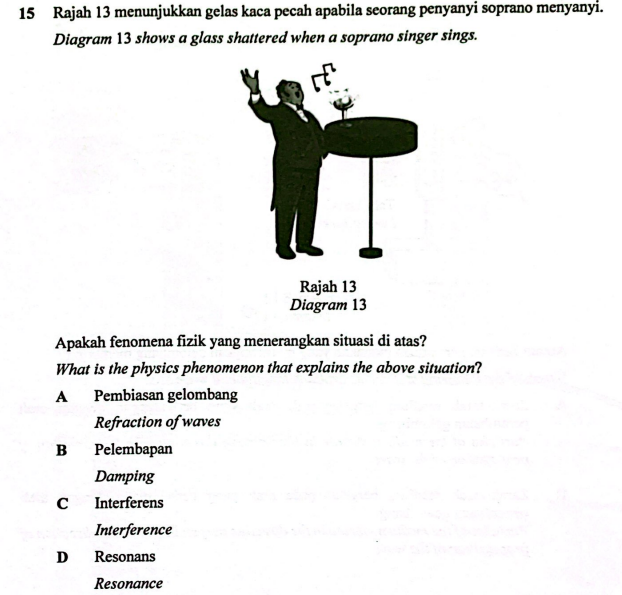 15 Rajah 13 menunjukkan gelas kaca pecah apabila seorang penyanyi soprano menyanyi.
Diagram 13 shows a glass shattered when a soprano singer sings.
Rajah 13
Diagram 13
Apakah fenomena fizik yang menerangkan situasi di atas?
What is the physics phenomenon that explains the above situation?
A Pembiasan gelombang
Refraction of waves
B Pelembapan
Damping
C Interferens
Interference
D Resonans
Resonance